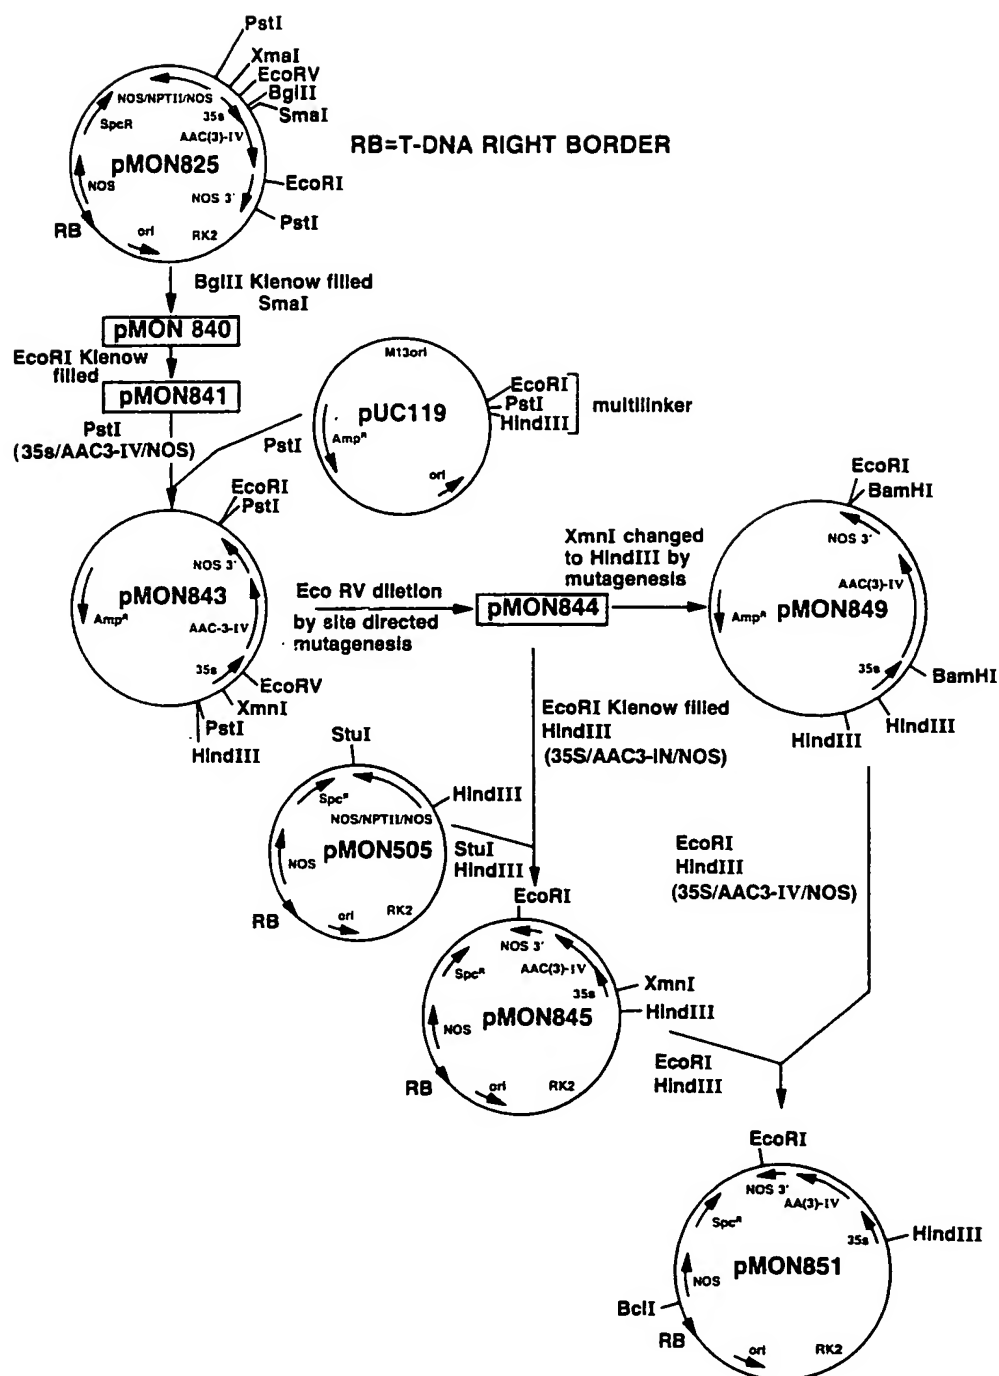 PstI
XmaI
EcoRV
BglII
SmaI
NOS/NPTII/NOS
35s
SpcR
AAC(3)-IV
pMON825
NOS
NOS 3'
EcoRI
PstI
RB
ori
RK2
RB=T-DNA RIGHT BORDER
BglII Klenow filled
SmaI
pMON 840
EcoRI Klenow
filled
pMON841
PstI
(35s/AAC3-IV/NOS)
M13ori
pUC119
AmpR
ori
EcoRI
PstI
HindIII
multilinker
PstI
EcoRI
PstI
NOS 3'
pMON843
AmpR
AAC-3-IV
35s
EcoRV
XmnI
PstI
HindIII
Eco RV diletion
by site directed
mutagenesis
pMON844
XmnI changed
to HindIII by
mutagenesis
EcoRI
BamHI
NOS 3'
AAC(3)-IV
AmpR
pMON849
35s
BamHI
HindIII
HindIII
EcoRI Klenow filled
HindIII
(35S/AAC3-IN/NOS)
StuI
SpcR
HindIII
NOS/NPTII/NOS
pMON505
NOS
RB
ori
RK2
StuI
HindIII
EcoRI
HindIII
(35S/AAC3-IV/NOS)
EcoRI
NOS 3'
AAC(3)-IV
SpcR
35s
XmnI
HindIII
pMON845
NOS
RB
ori
RK2
EcoRI
HindIII
EcoRI
NOS 3'
AA(3)-IV
SpcR
35s
HindIII
pMON851
NOS
BclI
RB
ori
RK2